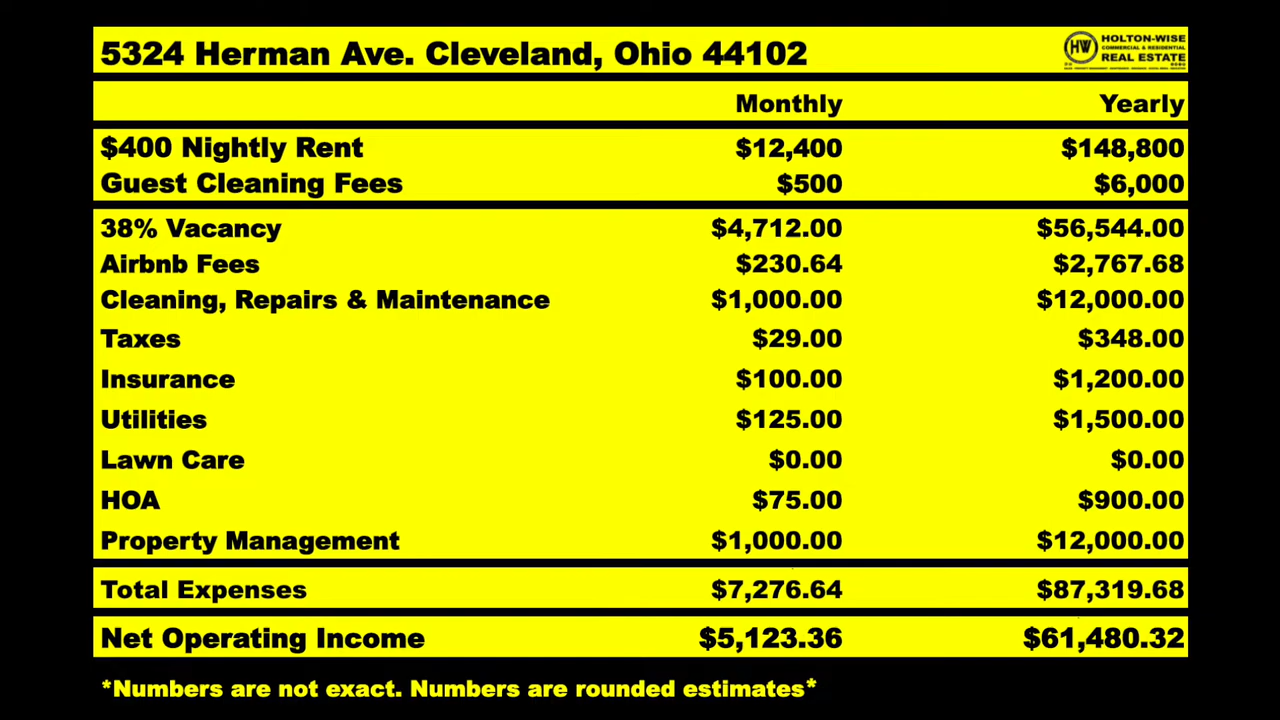 5324 Herman Ave. Cleveland, Ohio 44102
HW HOLTON-WISE
COMMERCIAL & RESIDENTIAL
REAL ESTATE
Monthly Yearly
$400 Nightly Rent $12,400 $148,800
Guest Cleaning Fees $500 $6,000
38% Vacancy $4,712.00 $56,544.00
Airbnb Fees $230.64 $2,767.68
Cleaning, Repairs & Maintenance $1,000.00 $12,000.00
Taxes $29.00 $348.00
Insurance $100.00 $1,200.00
Utilities $125.00 $1,500.00
Lawn Care $0.00 $0.00
HOA $75.00 $900.00
Property Management $1,000.00 $12,000.00
Total Expenses $7,276.64 $87,319.68
Net Operating Income $5,123.36 $61,480.32
*Numbers are not exact. Numbers are rounded estimates*